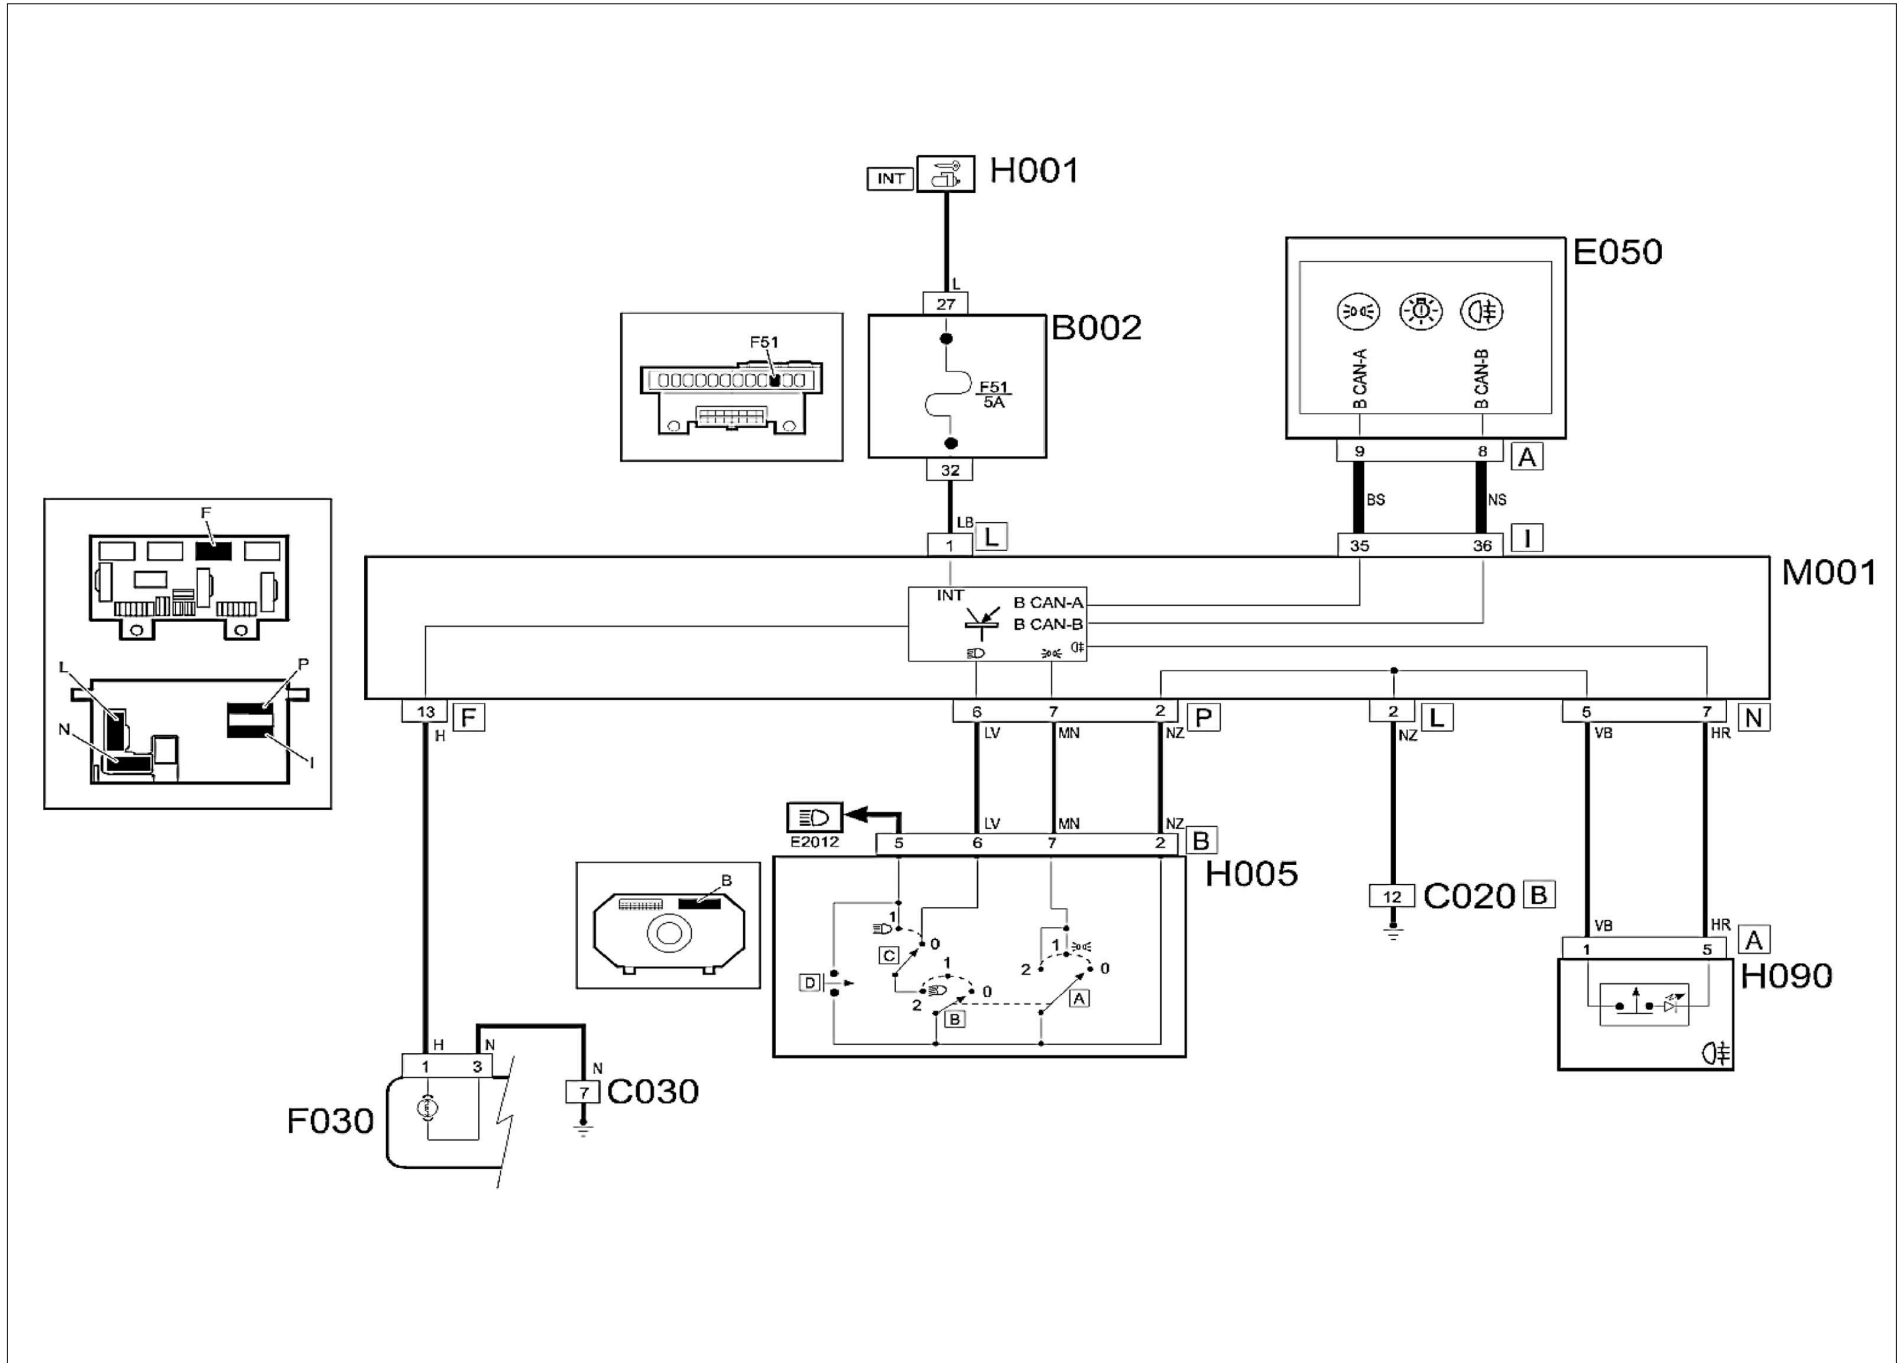 INT H001
L
27
B002
F51
F51
5A
32
LB
1 L
E050
B CAN-A B CAN-B
9 8 A
BS NS
35 36 I
M001
INT
B CAN-A
B CAN-B
F
L P
N I
13 F
H
6 7 2 P
LV MN NZ
2 L
NZ
5 7 N
VB HR
E2012
LV MN NZ
5 6 7 2 B
H005
B
1
0
C
1
2 0
B
D
1
2 0
A
12 C020 B
VB HR
1 5 A
H090
H N
1 3
F030
N
7 C030